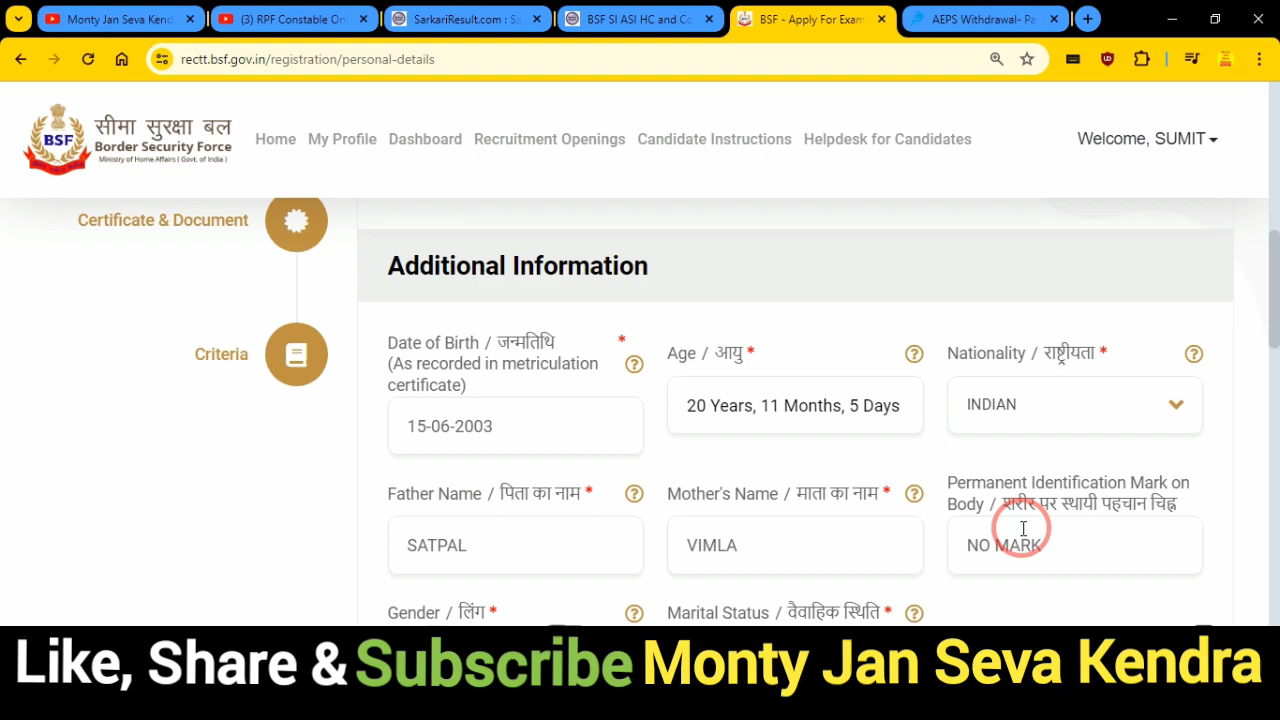 Monty Jan Seva Kend
(3) RPF Constable On
SarkariResult.com : Sa
BSF SI ASI HC and Co
BSF - Apply For Exam
AEPS Withdrawal- Pa
rectt.bsf.gov.in/registration/personal-details
BSF
सीमा सुरक्षा बल
Border Security Force
Ministry of Home Affairs ( Govt. of India )
Home My Profile Dashboard Recruitment Openings Candidate Instructions Helpdesk for Candidates
Welcome, SUMIT
Certificate & Document
Criteria
Additional Information
Date of Birth / जन्मतिथि *
(As recorded in metriculation
certificate)
15-06-2003
Age / आयु *
20 Years, 11 Months, 5 Days
Nationality / राष्ट्रीयता *
INDIAN
Father Name / पिता का नाम *
SATPAL
Mother's Name / माता का नाम *
VIMLA
Permanent Identification Mark on
Body / शरीर पर स्थायी पहचान चिह्न
NO MARK
Gender / लिंग *
Marital Status / वैवाहिक स्थिति *
Like, Share & Subscribe Monty Jan Seva Kendra